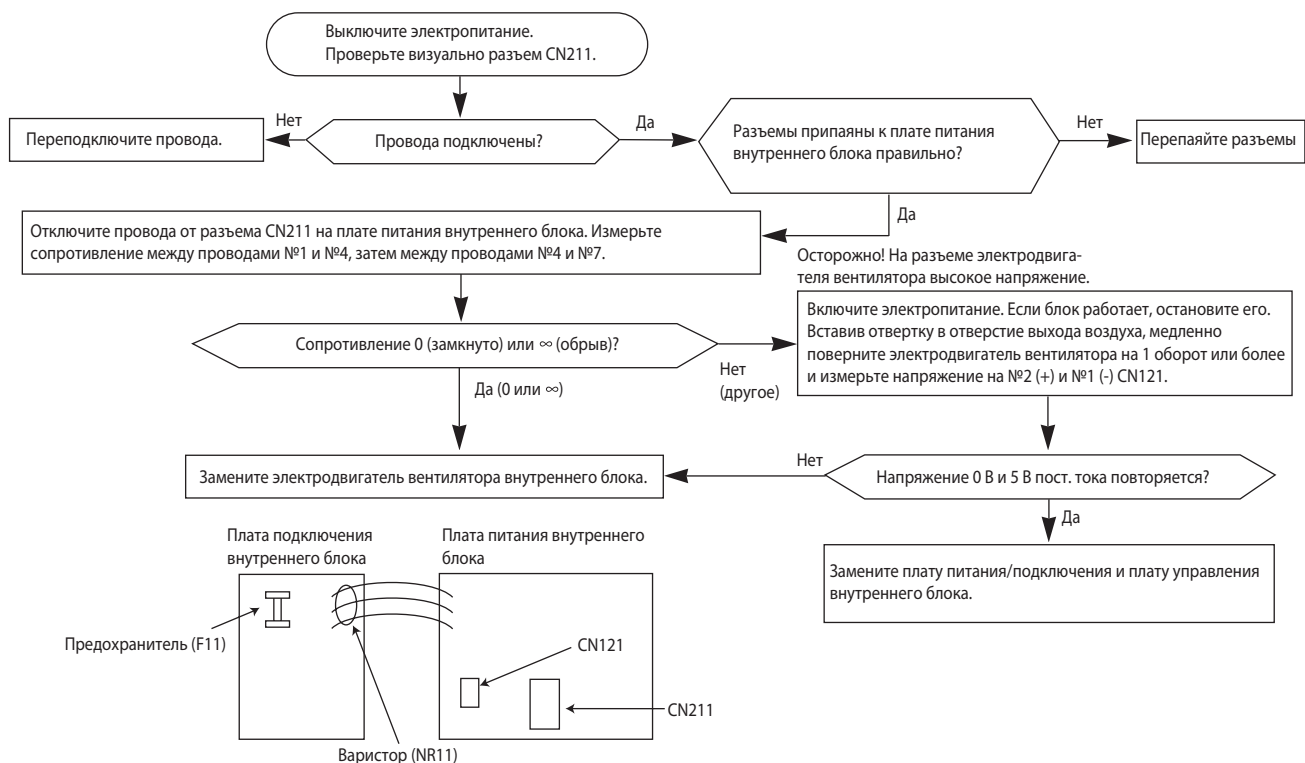 Выключите электропитание.
Проверьте визуально разъем CN211.
Нет
Да
Переподключите провода.
Провода подключены?
Разъемы припаяны к плате питания
внутреннего блока правильно?
Нет
Перепаяйте разъемы
Да
Отключите провода от разъема CN211 на плате питания внутреннего блока. Измерьте
сопротивление между проводами №1 и №4, затем между проводами №4 и №7.
Осторожно! На разъеме электродвига-
теля вентилятора высокое напряжение.
Включите электропитание. Если блок работает, остановите его.
Вставив отвертку в отверстие выхода воздуха, медленно
поверните электродвигатель вентилятора на 1 оборот или более
и измерьте напряжение на №2 (+) и №1 (-) CN121.
Сопротивление 0 (замкнуто) или ∞ (обрыв)?
Нет
(другое)
Да (0 или ∞)
Замените электродвигатель вентилятора внутреннего блока.
Нет
Напряжение 0 В и 5 В пост. тока повторяется?
Да
Замените плату питания/подключения и плату управления
внутреннего блока.
Плата подключения
внутреннего блока
Плата питания внутреннего
блока
Предохранитель (F11)
CN121
CN211
Варистор (NR11)